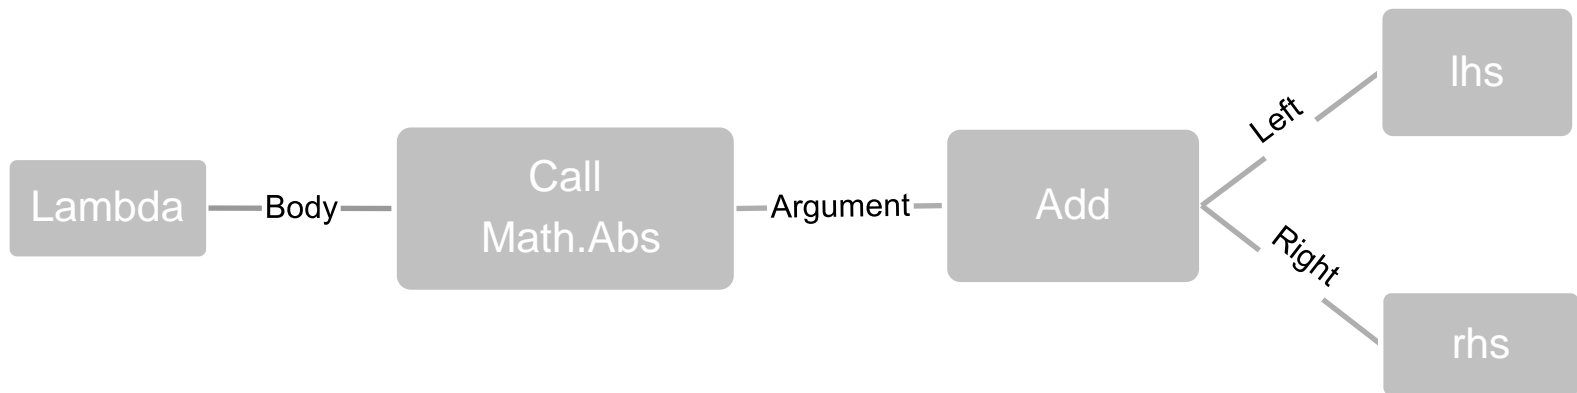 Lambda
Body
Call
Math.Abs
Argument
Add
Left
lhs
Right
rhs